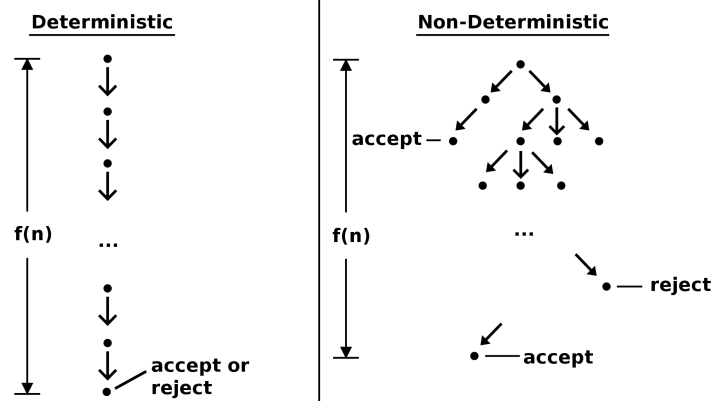 Deterministic
f(n)
...
accept or
reject
Non-Deterministic
accept
f(n)
...
reject
accept